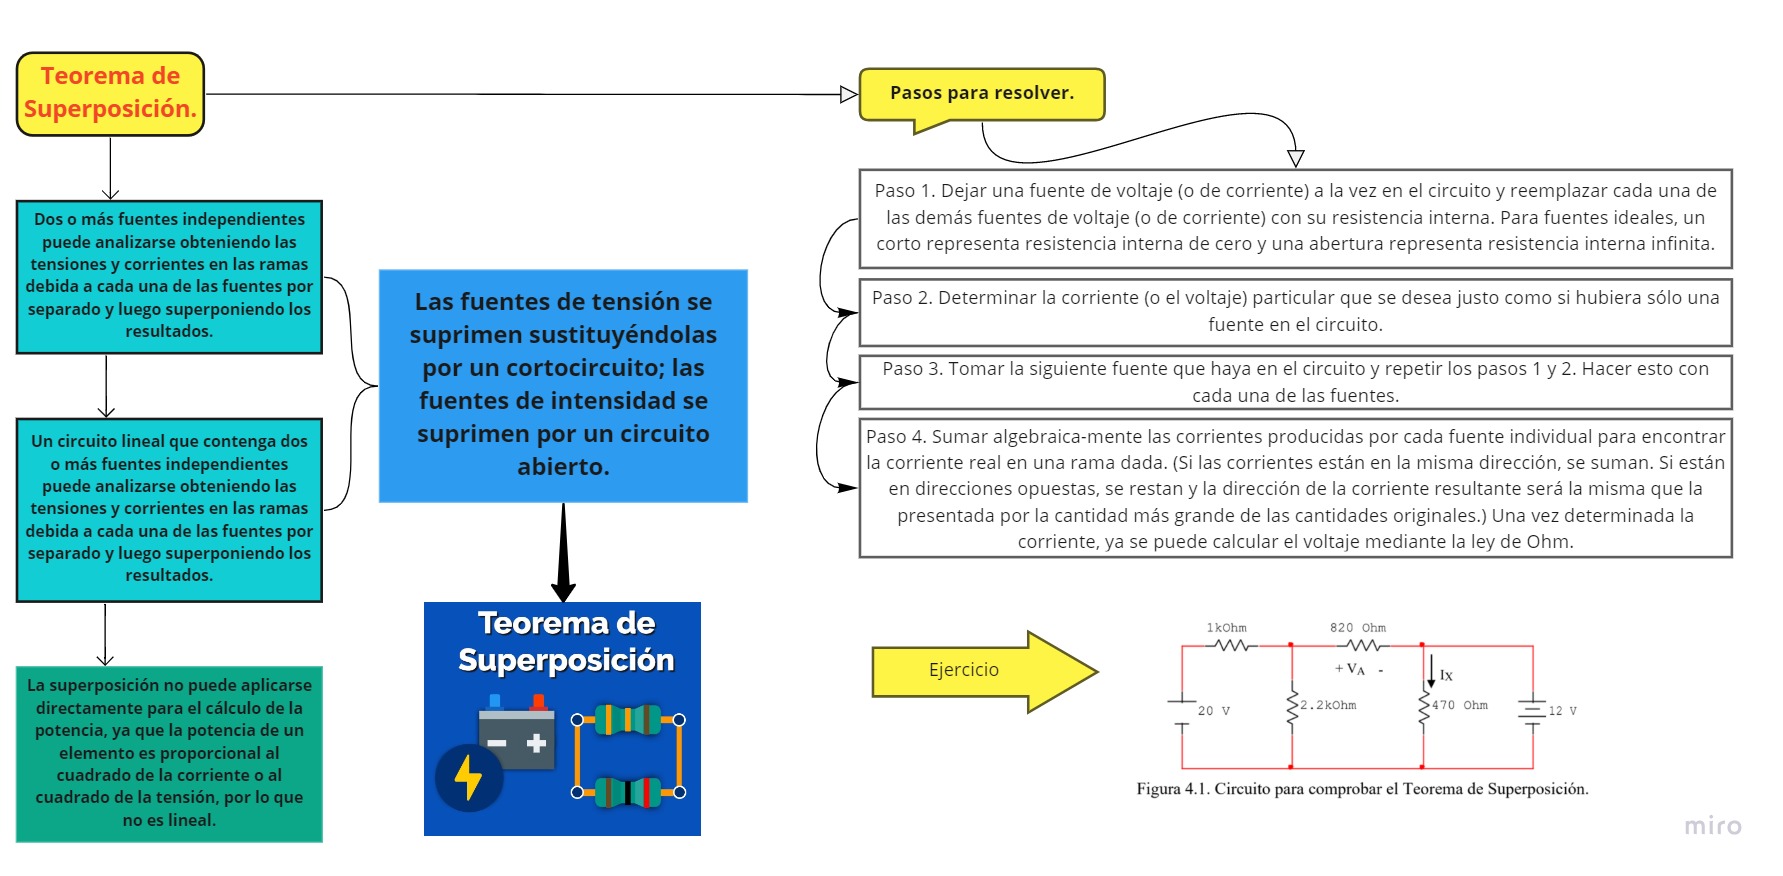 Teorema de
Superposición.
Dos o más fuentes independientes
puede analizarse obteniendo las
tensiones y corrientes en las ramas
debida a cada una de las fuentes por
separado y luego superponiendo los
resultados.
Un circuito lineal que contenga dos
o más fuentes independientes
puede analizarse obteniendo las
tensiones y corrientes en las ramas
debida a cada una de las fuentes por
separado y luego superponiendo los
resultados.
La superposición no puede aplicarse
directamente para el cálculo de la
potencia, ya que la potencia de un
elemento es proporcional al
cuadrado de la corriente o al
cuadrado de la tensión, por lo que
no es lineal.
Las fuentes de tensión se
suprimen sustituyéndolas
por un cortocircuito; las
fuentes de intensidad se
suprimen por un circuito
abierto.
Teorema de
Superposición
Pasos para resolver.
Paso 1. Dejar una fuente de voltaje (o de corriente) a la vez en el circuito y reemplazar cada una de
las demás fuentes de voltaje (o de corriente) con su resistencia interna. Para fuentes ideales, un
corto representa resistencia interna de cero y una abertura representa resistencia interna infinita.
Paso 2. Determinar la corriente (o el voltaje) particular que se desea justo como si hubiera sólo una
fuente en el circuito.
Paso 3. Tomar la siguiente fuente que haya en el circuito y repetir los pasos 1 y 2. Hacer esto con
cada una de las fuentes.
Paso 4. Sumar algebraica-mente las corrientes producidas por cada fuente individual para encontrar
la corriente real en una rama dada. (Si las corrientes están en la misma dirección, se suman. Si están
en direcciones opuestas, se restan y la dirección de la corriente resultante será la misma que la
presentada por la cantidad más grande de las cantidades originales.) Una vez determinada la
corriente, ya se puede calcular el voltaje mediante la ley de Ohm.
Ejercicio
1kOhm
820 Ohm
+ VA -
IX
20 V
2.2kOhm
470 Ohm
12 V
Figura 4.1. Circuito para comprobar el Teorema de Superposición.
miro